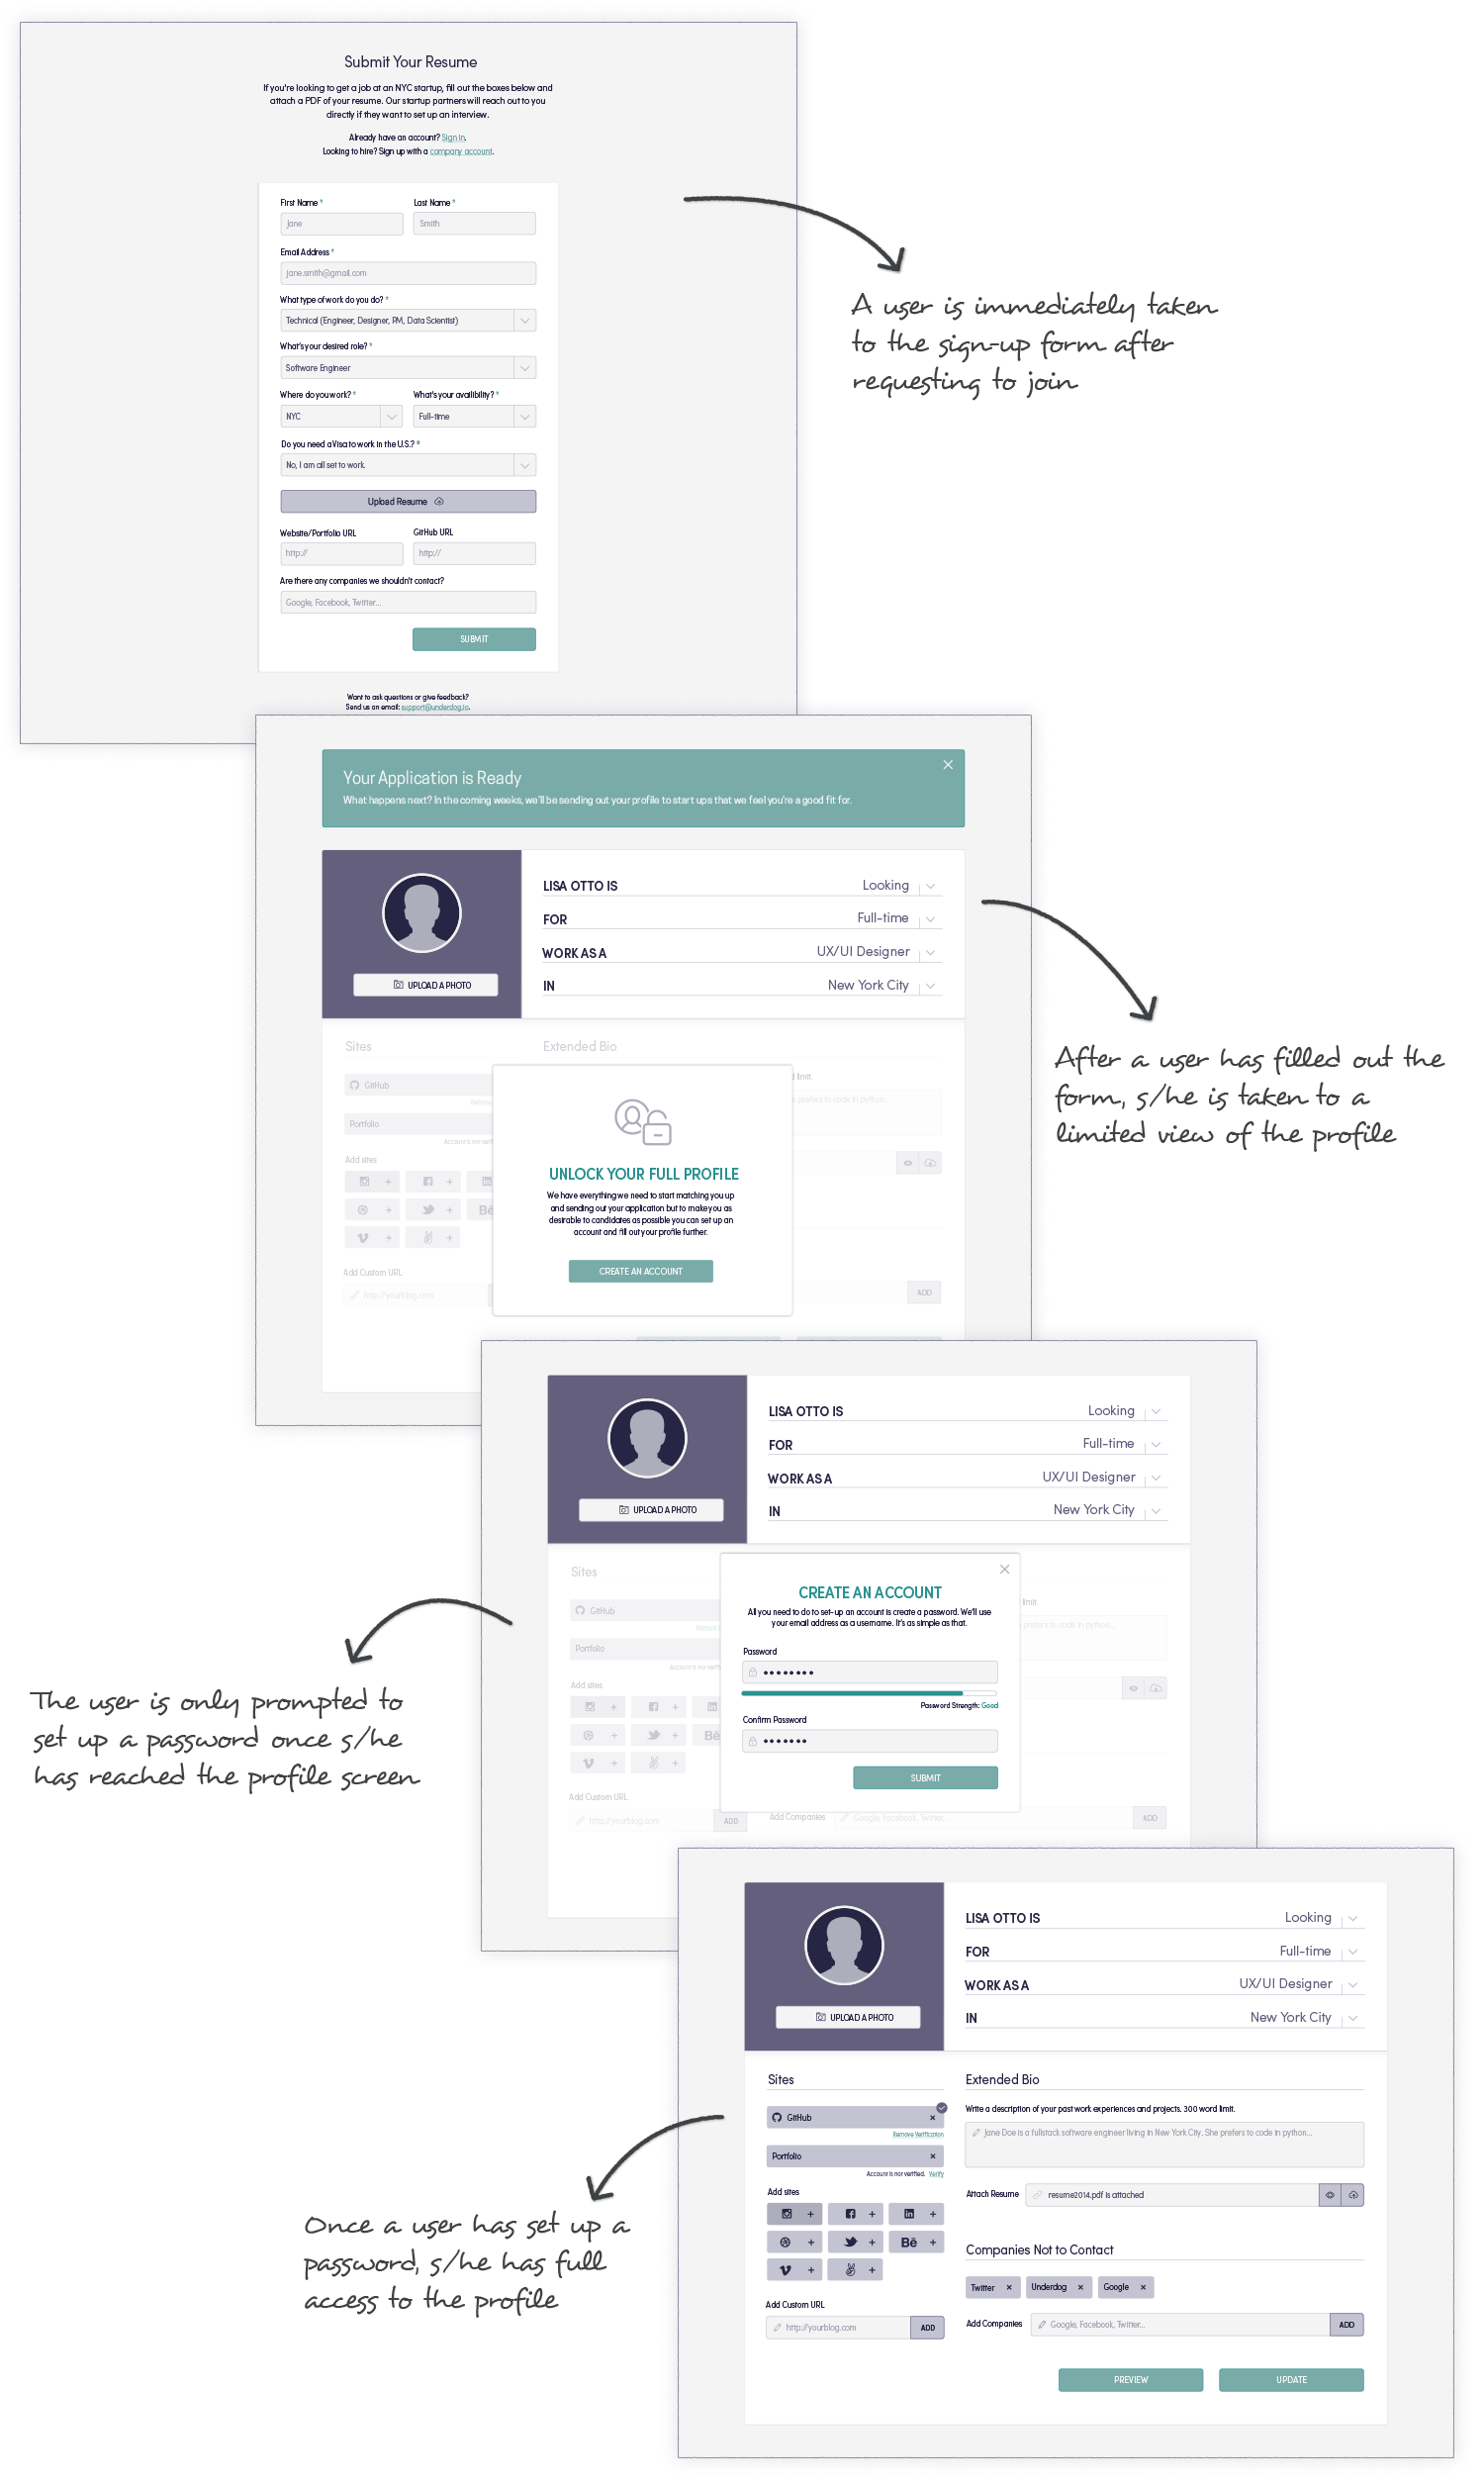 Submit Your Resume
If you're looking to get a job at an NYC startup, fill out the boxes below and
attach a PDF of your resume. Our startup partners will reach out to you
directly if they want to set up an interview.
Already have an account? Sign in.
Looking to hire? Sign up with a company account.
First Name *
Last Name *
Jane
Smith
Email Address *
jane.smith@gmail.com
What type of work do you do? *
Technical (Engineer, Designer, PM, Data Scientist)
What's your desired role? *
Software Engineer
Where do you work? *
What's your availibility? *
NYC
Full-time
Do you need a Visa to work in the U.S.? *
No, I am all set to work.
Upload Resume
Website/Portfolio URL
GitHub URL
http://
http://
Are there any companies we shouldn't contact?
Google, Facebook, Twitter...
SUBMIT
Want to ask questions or give feedback?
Send us an email: support@underdog.io.
A user is immediately taken
to the sign-up form after
requesting to join
Your Application is Ready
What happens next? In the coming weeks, we'll be sending out your profile to start ups that we feel you're a good fit for.
LISA OTTO IS
Looking
FOR
Full-time
WORK AS A
UX/UI Designer
IN
New York City
UPLOAD A PHOTO
Sites
Extended Bio
GitHub
limit.
prefers to code in python...
Remove
Portfolio
Account is not verif
Add sites
Bē
Add Custom URL
http://yourblog.com
ADD
UNLOCK YOUR FULL PROFILE
We have everything we need to start matching you up
and sending out your application but to make you as
desirable to candidates as possible you can set up an
account and fill out your profile further.
CREATE AN ACCOUNT
After a user has filled out the
form, s/he is taken to a
limited view of the profile
LISA OTTO IS
Looking
FOR
Full-time
WORK AS A
UX/UI Designer
IN
New York City
UPLOAD A PHOTO
Sites
GitHub
limit
prefers to code in python...
Remove
Portfolio
Account is not verif
Add sites
Bē
Add Custom URL
http://yourblog.com
ADD
Add Companies
Google, Facebook, Twitter...
ADD
CREATE AN ACCOUNT
All you need to do to set-up an account is create a password. We'll use
your email address as a username. It's as simple as that.
Password
Password Strength: Good
Confirm Password
SUBMIT
The user is only prompted to
set up a password once s/he
has reached the profile screen
LISA OTTO IS
Looking
FOR
Full-time
WORK AS A
UX/UI Designer
IN
New York City
UPLOAD A PHOTO
Sites
GitHub
Remove Verification
Portfolio
Account is not verified. Verify
Add sites
Bē
Add Custom URL
http://yourblog.com
ADD
Extended Bio
Write a description of your past work experiences and projects. 300 word limit.
Jane Doe is a fullstack software engineer living in New York City. She prefers to code in python...
Attach Resume
resume2014.pdf is attached
Companies Not to Contact
Twitter
Underdog
Google
Add Companies
Google, Facebook, Twitter...
ADD
PREVIEW
UPDATE
Once a user has set up a
password, s/he has full
access to the profile